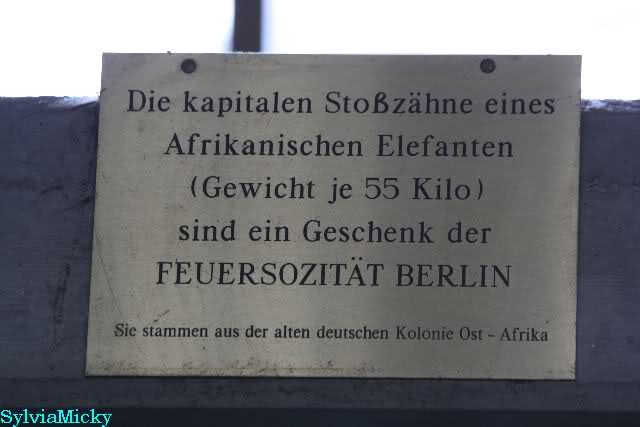 Die kapitalen Stoßzähne eines
Afrikanischen Elefanten
(Gewicht je 55 Kilo)
sind ein Geschenk der
FEUERSOZITÄT BERLIN
Sie stammen aus der alten deutschen Kolonie Ost - Afrika
SylviaMicky